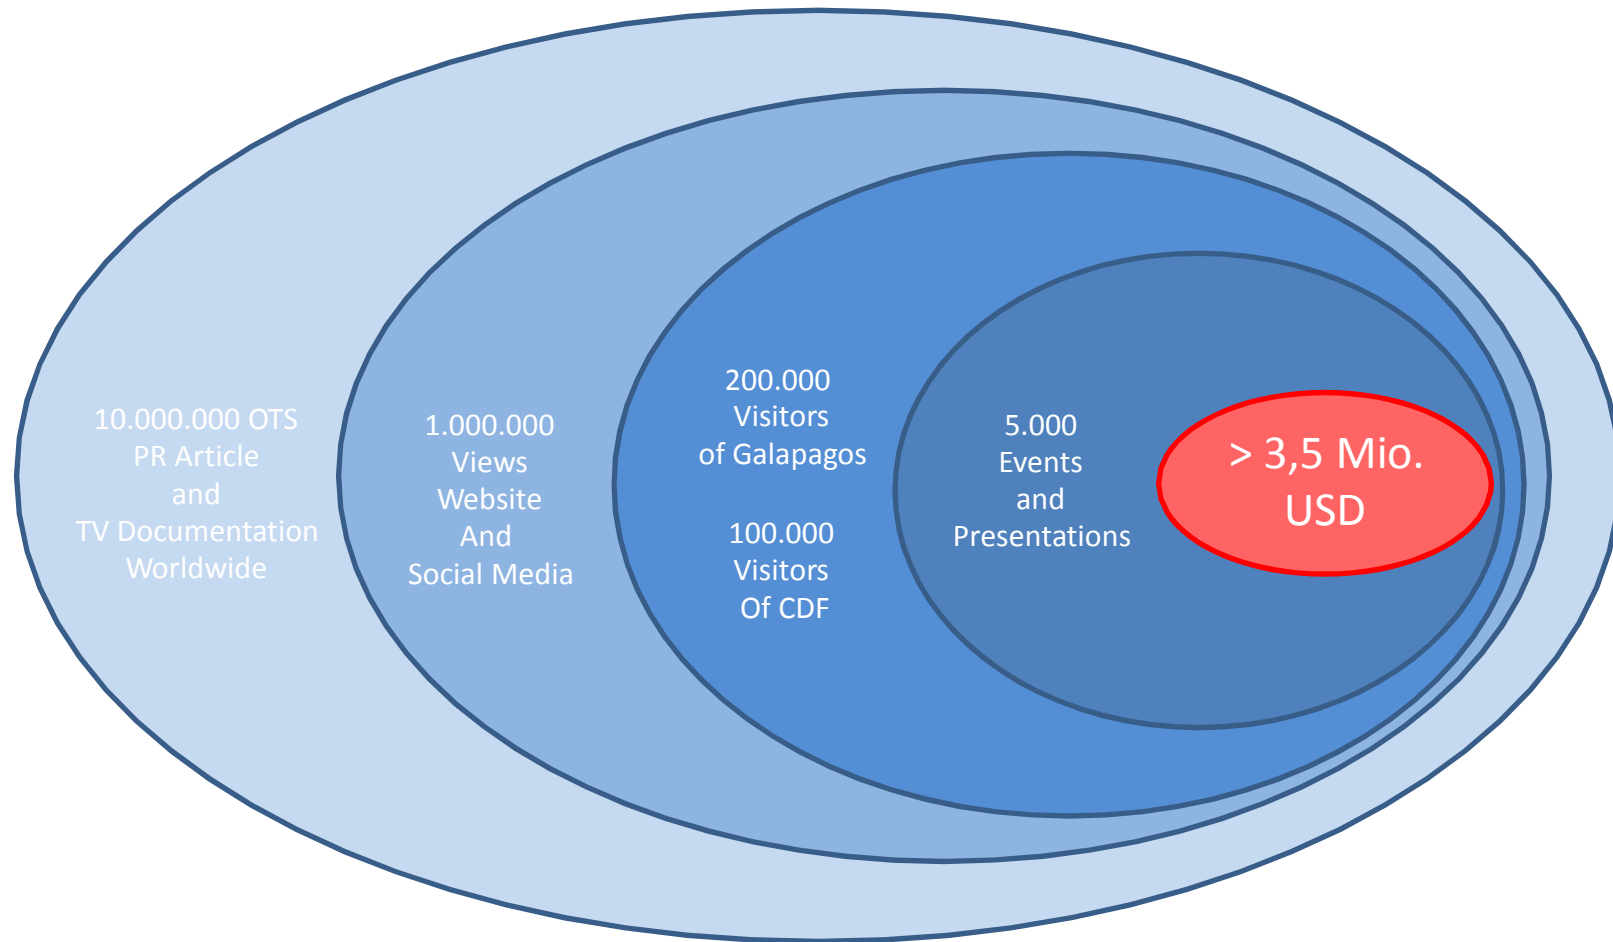 10.000.000 OTS
PR Article
and
TV Documentation
Worldwide
1.000.000
Views
Website
And
Social Media
200.000
Visitors
of Galapagos
100.000
Visitors
Of CDF
5.000
Events
and
Presentations
> 3,5 Mio.
USD